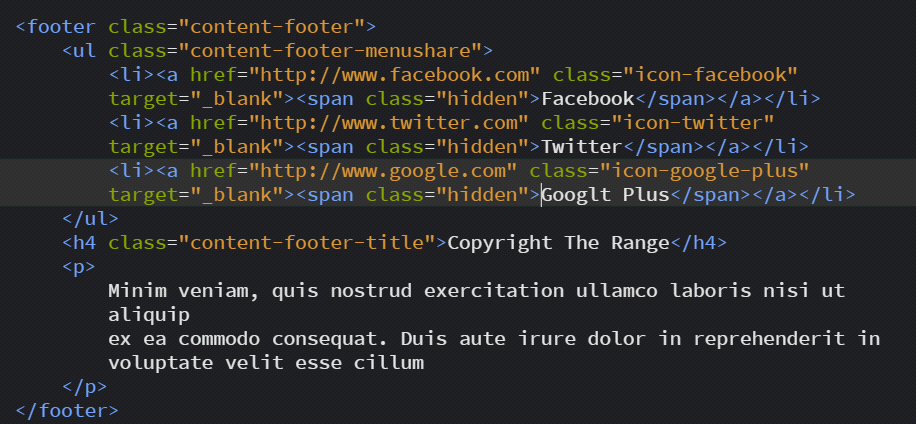 <footer class="content-footer">
    <ul class="content-footer-menushare">
        <li><a href="http://www.facebook.com" class="icon-facebook"
        target="_blank"><span class="hidden">Facebook</span></a></li>
        <li><a href="http://www.twitter.com" class="icon-twitter"
        target="_blank"><span class="hidden">Twitter</span></a></li>
        <li><a href="http://www.google.com" class="icon-google-plus"
        target="_blank"><span class="hidden">Googlt Plus</span></a></li>
    </ul>
    <h4 class="content-footer-title">Copyright The Range</h4>
    <p>
        Minim veniam, quis nostrud exercitation ullamco laboris nisi ut
        aliquip
        ex ea commodo consequat. Duis aute irure dolor in reprehenderit in
        voluptate velit esse cillum
    </p>
</footer>